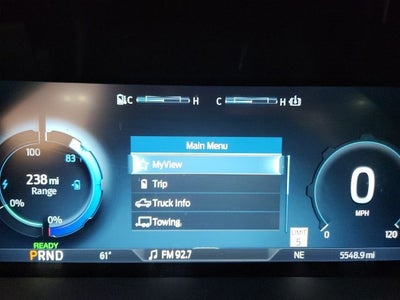 C H C H
100
83
238 mi
Range
0%
0%
READY
PRND
61°
Main Menu
MyView
Trip
Truck Info
Towing
FM 92.7
LIMIT
5
NE
0
MPH
0 120
5548.9 mi